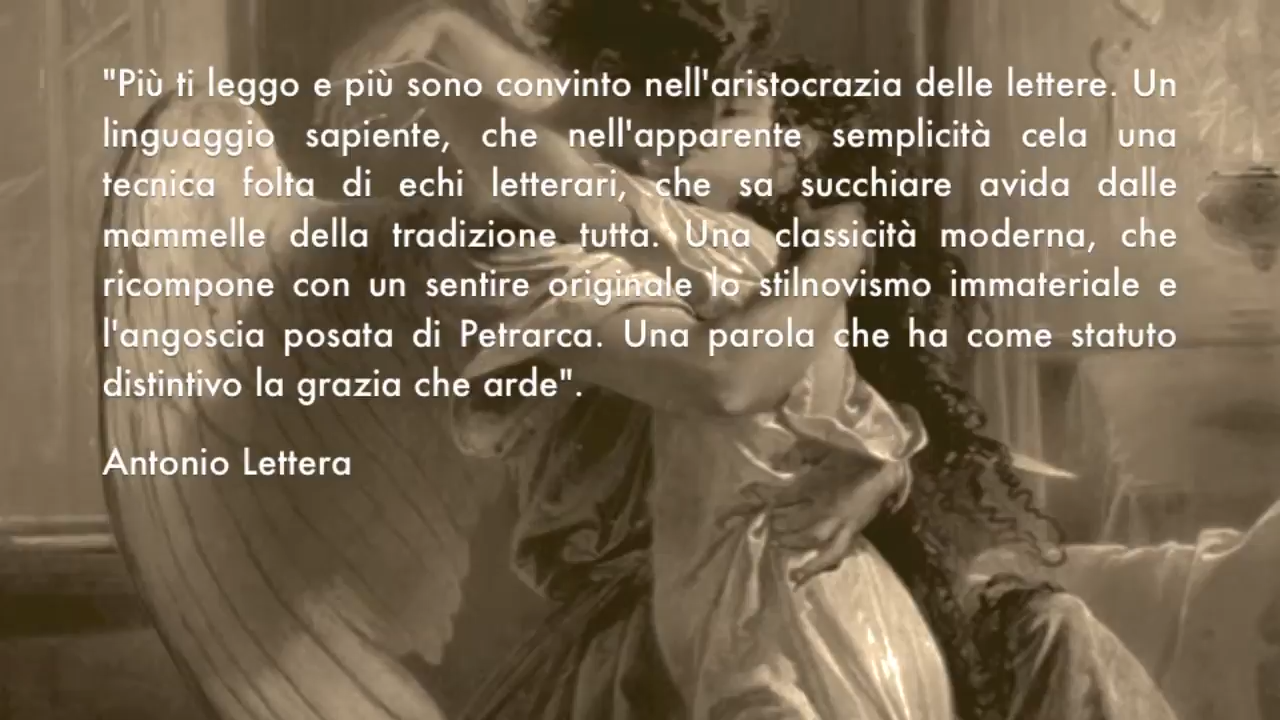 "Più ti leggo e più sono convinto nell'aristocrazia delle lettere. Un
linguaggio sapiente, che nell'apparente semplicità cela una
tecnica folta di echi letterari, che sa succhiare avida dalle
mammelle della tradizione tutta. Una classicità moderna, che
ricompone con un sentire originale lo stilnovismo immateriale e
l'angoscia posata di Petrarca. Una parola che ha come statuto
distintivo la grazia che arde".
Antonio Lettera